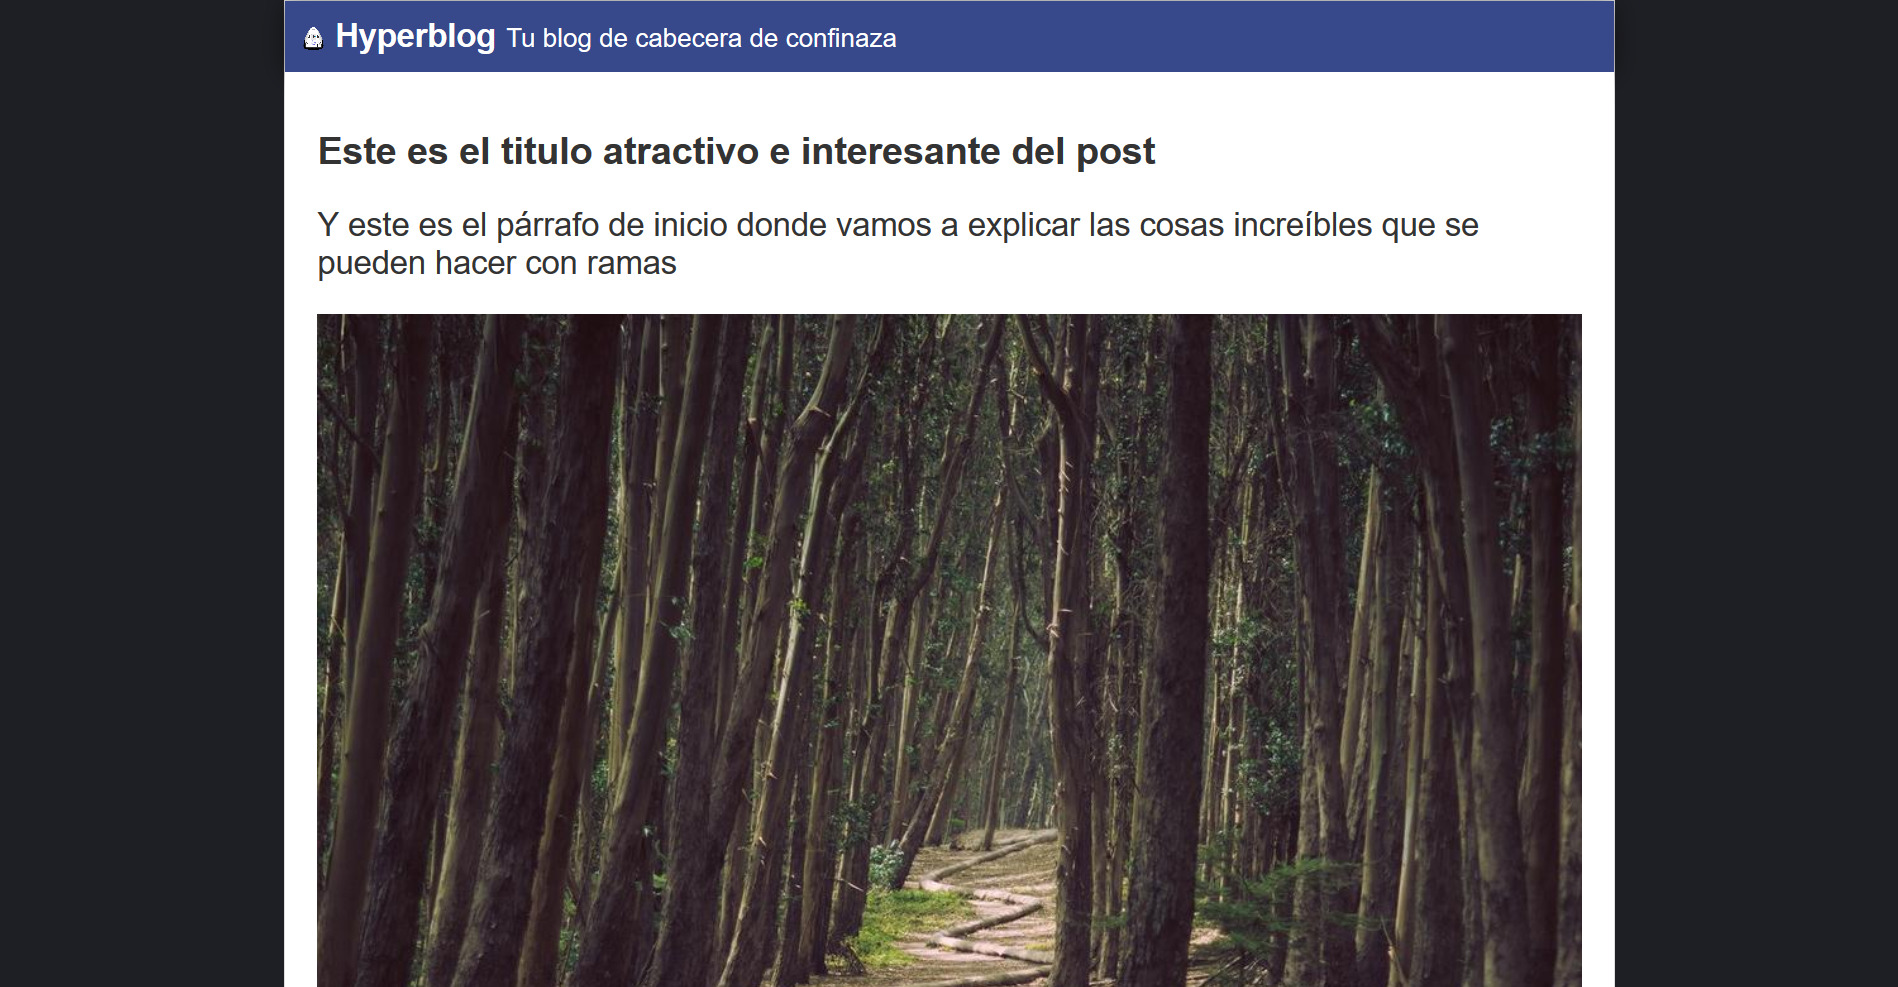 Hyperblog Tu blog de cabecera de confinaza
Este es el titulo atractivo e interesante del post
Y este es el párrafo de inicio donde vamos a explicar las cosas increíbles que se
pueden hacer con ramas